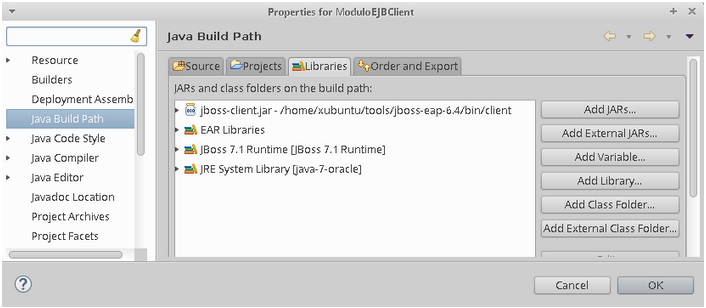 Properties for ModuloEJBClient
Java Build Path
Resource
Builders
Deployment Assemb
Java Build Path
Java Code Style
Java Compiler
Java Editor
Javadoc Location
Project Archives
Project Facets
Source
Projects
Libraries
Order and Export
JARs and class folders on the build path:
jboss-client.jar - /home/xubuntu/tools/jboss-eap-6.4/bin/client
EAR Libraries
JBoss 7.1 Runtime [JBoss 7.1 Runtime]
JRE System Library [java-7-oracle]
Add JARs...
Add External JARs...
Add Variable...
Add Library...
Add Class Folder...
Add External Class Folder...
Cancel
OK